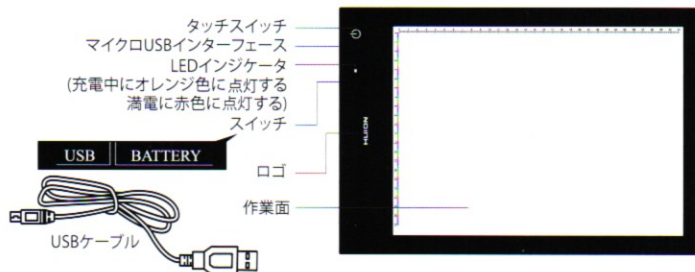 タッチスイッチ
マイクロUSBインターフェース
LEDインジケータ
(充電中にオレンジ色に点灯する
満電に赤色に点灯する)
スイッチ
USB BATTERY
ロゴ
作業面
USBケーブル
HUION